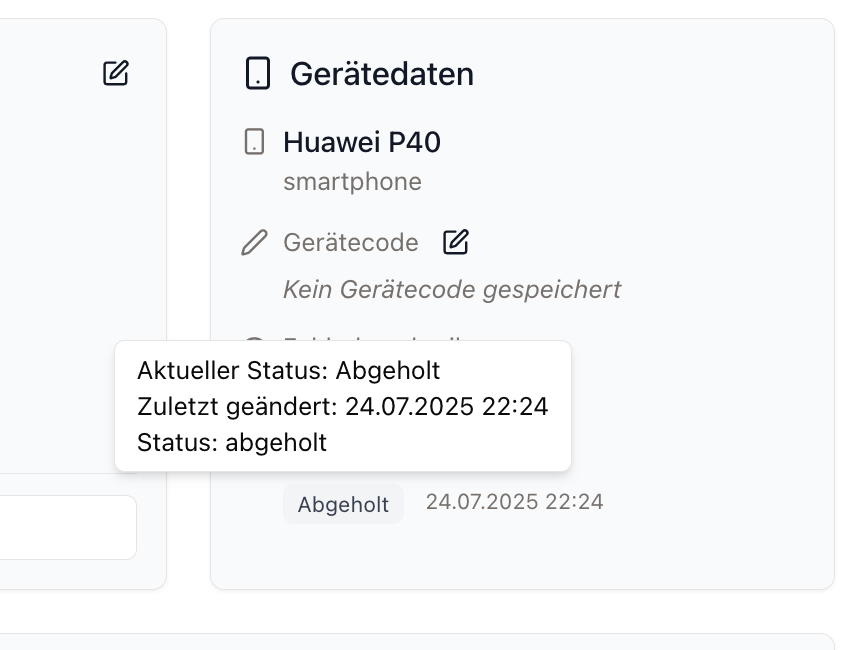 Gerätedaten
Huawei P40
smartphone
Gerätecode
Kein Gerätecode gespeichert
Aktueller Status: Abgeholt
Zuletzt geändert: 24.07.2025 22:24
Status: abgeholt
Abgeholt 24.07.2025 22:24